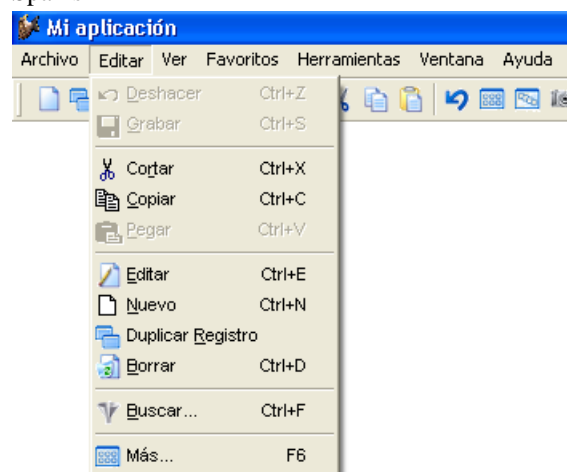 Mi aplicación
Archivo Editar Ver Favoritos Herramientas Ventana Ayuda
Deshacer Ctrl+Z
Grabar Ctrl+S
Cortar Ctrl+X
Copiar Ctrl+C
Pegar Ctrl+V
Editar Ctrl+E
Nuevo Ctrl+N
Duplicar Registro
Borrar Ctrl+D
Buscar... Ctrl+F
Más... F6